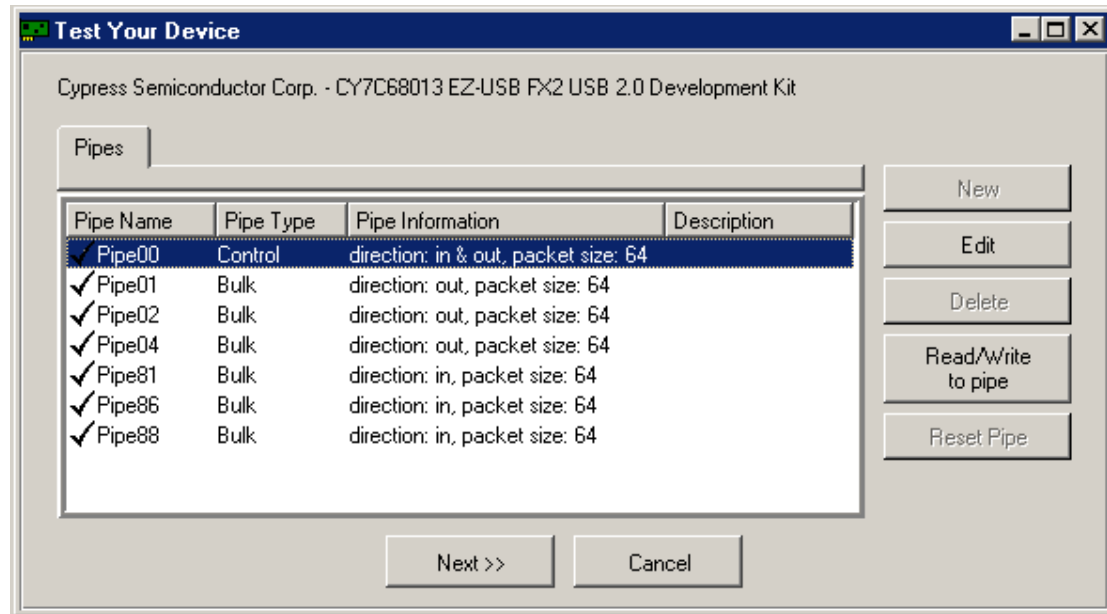 Test Your Device
Cypress Semiconductor Corp. - CY7C68013 EZ-USB FX2 USB 2.0 Development Kit
Pipes
New
Pipe Name Pipe Type Pipe Information Description
Edit
Pipe00 Control direction: in & out, packet size: 64
Pipe01 Bulk direction: out, packet size: 64
Delete
Pipe02 Bulk direction: out, packet size: 64
Pipe04 Bulk direction: out, packet size: 64
Read/Write
to pipe
Pipe81 Bulk direction: in, packet size: 64
Pipe86 Bulk direction: in, packet size: 64
Pipe88 Bulk direction: in, packet size: 64
Reset Pipe
Next >>
Cancel